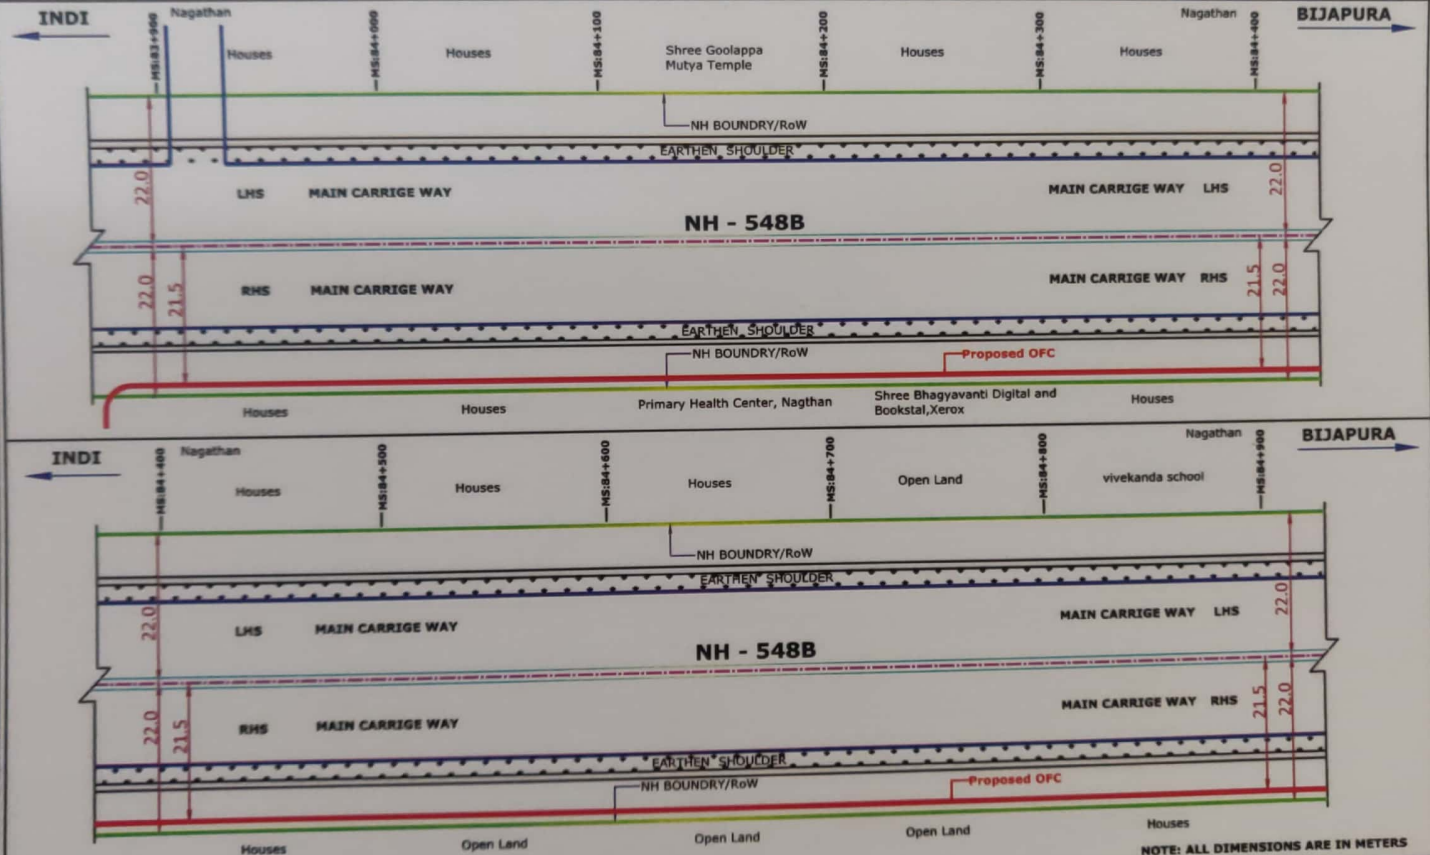 INDI
Nagathan
Nagathan
BIJAPURA
MS:83+900
MS:84+000
MS:84+100
MS:84+200
MS:84+300
MS:84+400
Houses
Houses
Shree Goolappa
Mutya Temple
Houses
Houses
NH BOUNDRY/RoW
EARTHEN SHOULDER
22.0
22.0
LHS MAIN CARRIGE WAY
MAIN CARRIGE WAY LHS
NH - 548B
22.0
21.5
RHS MAIN CARRIGE WAY
MAIN CARRIGE WAY RHS
21.5
22.0
EARTHEN SHOULDER
NH BOUNDRY/RoW
Proposed OFC
Houses
Houses
Primary Health Center, Nagthan
Shree Bhagyavanti Digital and
Bookstal,Xerox
Houses
INDI
Nagathan
Nagathan
BIJAPURA
MS:84+400
MS:84+500
MS:84+600
MS:84+700
MS:84+800
MS:84+900
Houses
Houses
Houses
Open Land
vivekanda school
NH BOUNDRY/RoW
EARTHEN SHOULDER
22.0
22.0
LHS MAIN CARRIGE WAY
MAIN CARRIGE WAY LHS
NH - 548B
22.0
21.5
RHS MAIN CARRIGE WAY
MAIN CARRIGE WAY RHS
21.5
22.0
EARTHEN SHOULDER
NH BOUNDRY/RoW
Proposed OFC
Houses
Open Land
Open Land
Open Land
Houses
NOTE: ALL DIMENSIONS ARE IN METERS